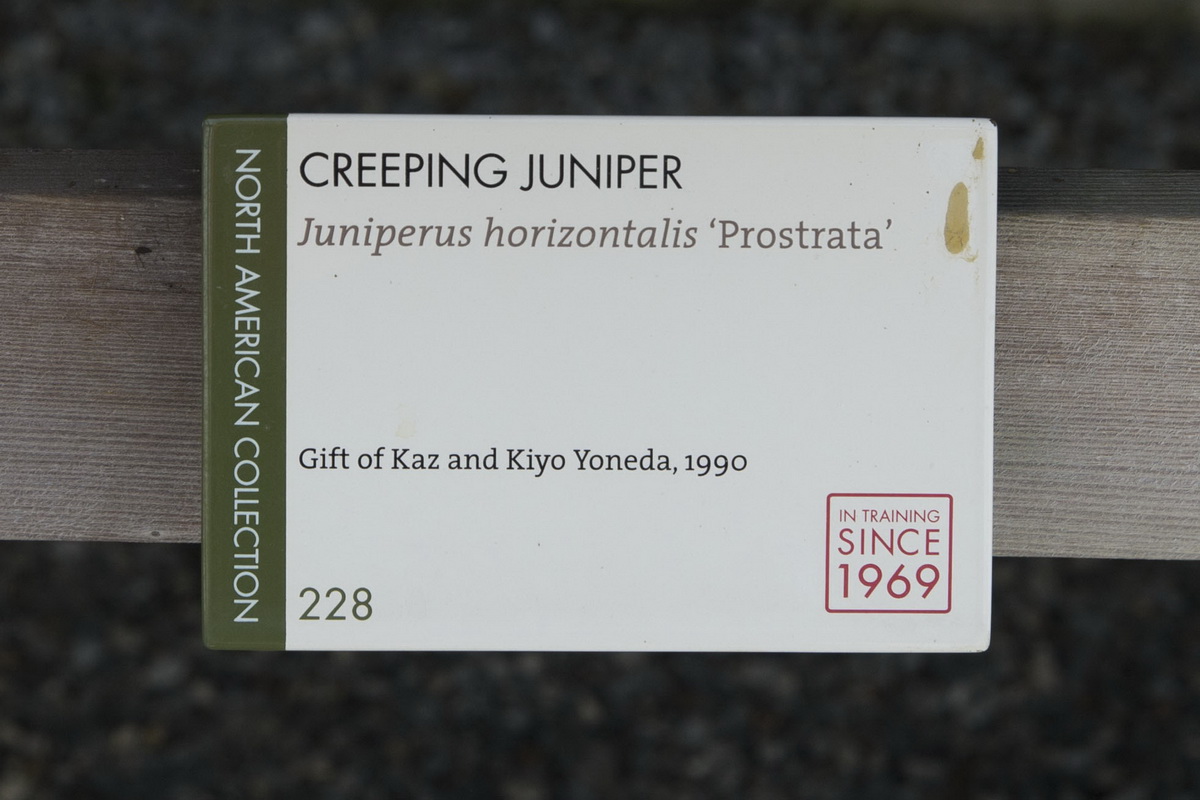 NORTH AMERICAN COLLECTION
CREEPING JUNIPER
Juniperus horizontalis ‘Prostrata’
Gift of Kaz and Kiyo Yoneda, 1990
228
IN TRAINING
SINCE
1969